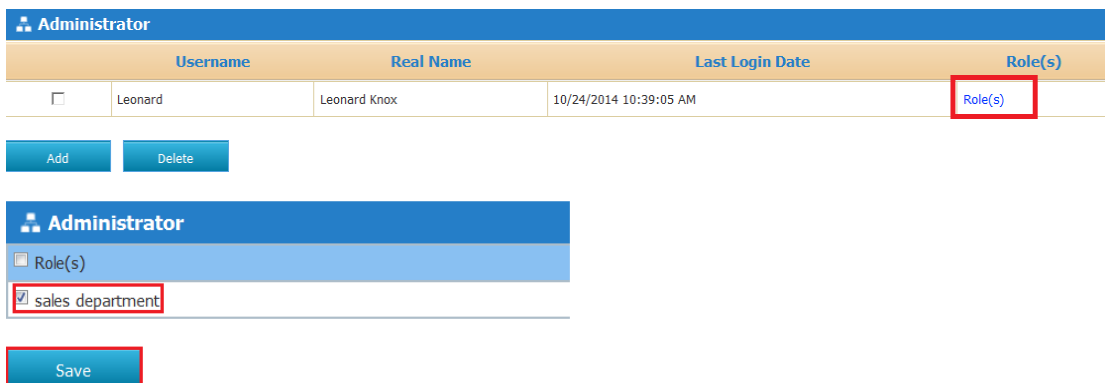 Administrator
Username Real Name Last Login Date Role(s)
Leonard Leonard Knox 10/24/2014 10:39:05 AM Role(s)
Add Delete
Administrator
Role(s)
sales department
Save